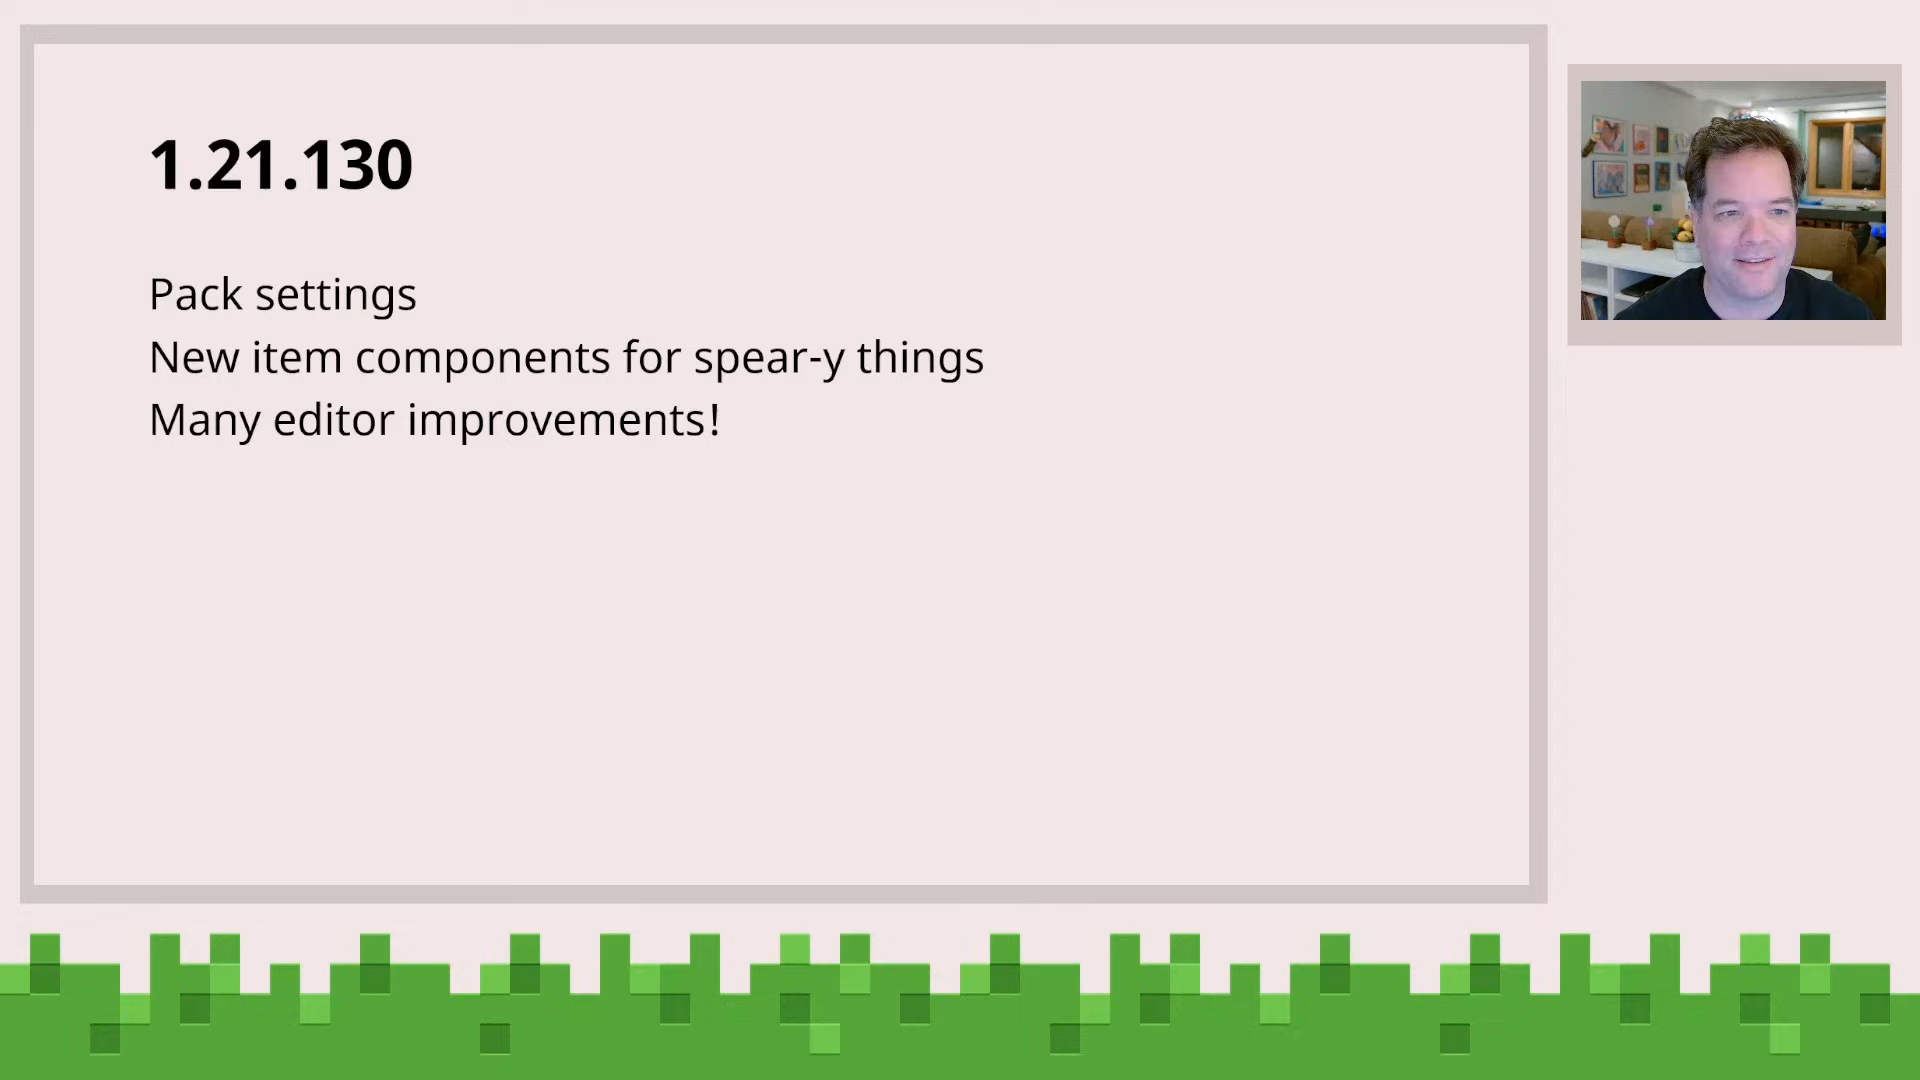 1.21.130
Pack settings
New item components for spear-y things
Many editor improvements!